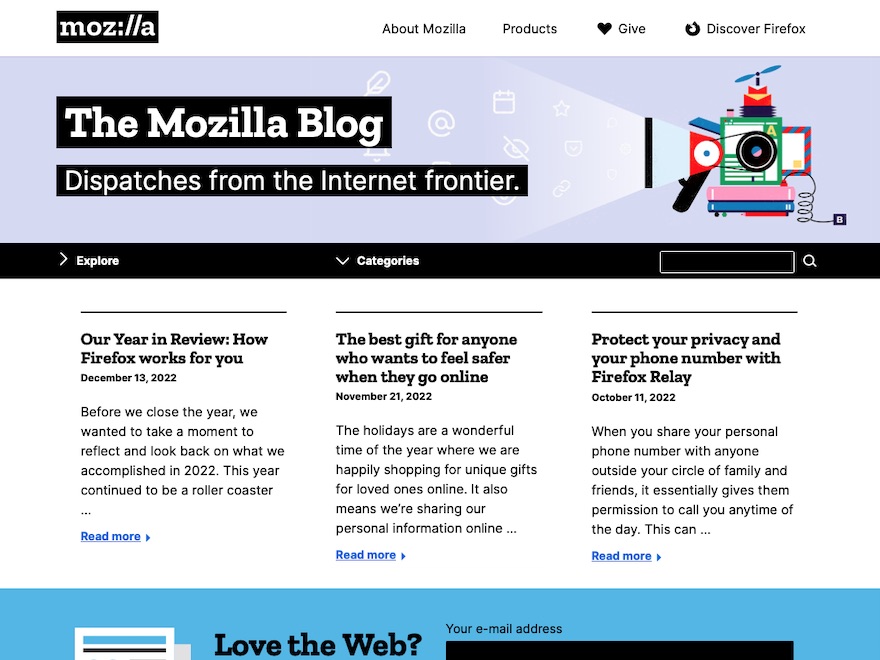 moz://a
About Mozilla
Products
Give
Discover Firefox
The Mozilla Blog
Dispatches from the Internet frontier.
A
B
Explore
Categories
Our Year in Review: How
Firefox works for you
December 13, 2022
Before we close the year, we
wanted to take a moment to
reflect and look back on what we
accomplished in 2022. This year
continued to be a roller coaster
...
Read more
The best gift for anyone
who wants to feel safer
when they go online
November 21, 2022
The holidays are a wonderful
time of the year where we are
happily shopping for unique gifts
for loved ones online. It also
means we’re sharing our
personal information online ...
Read more
Protect your privacy and
your phone number with
Firefox Relay
October 11, 2022
When you share your personal
phone number with anyone
outside your circle of family and
friends, it essentially gives them
permission to call you anytime of
the day. This can ...
Read more
Love the Web?
Your e-mail address